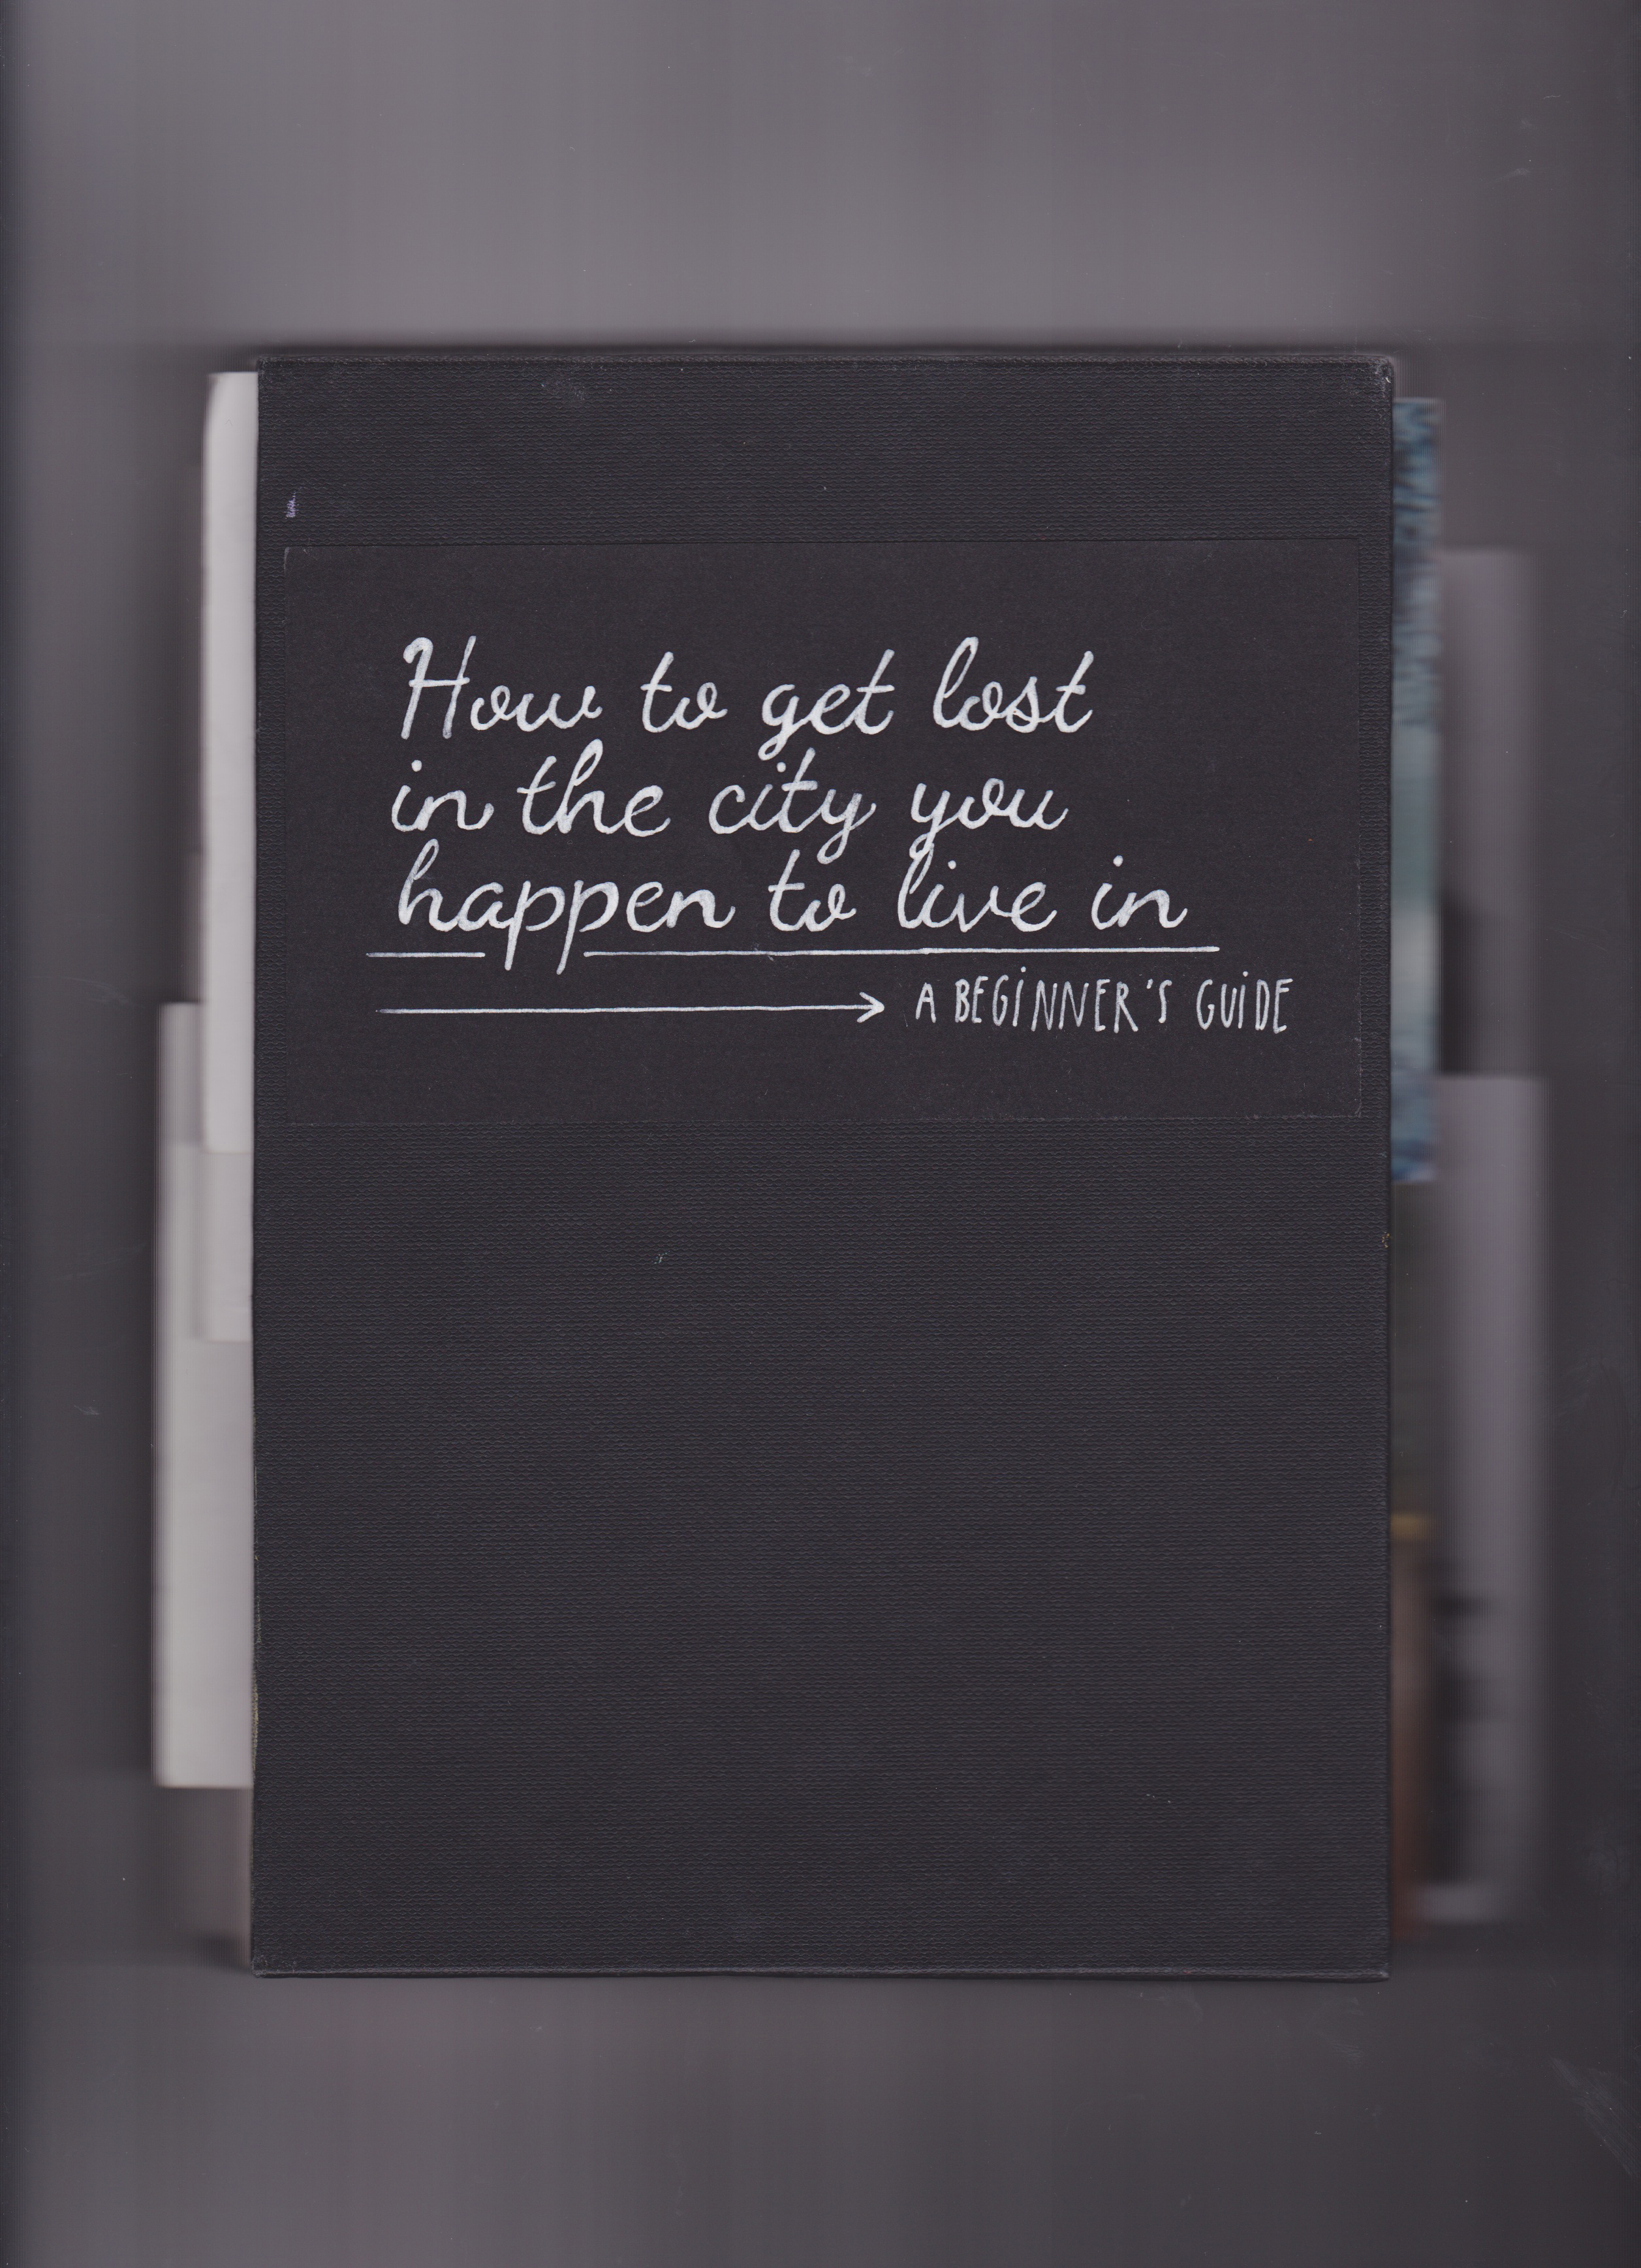 How to get lost
in the city you
happen to live in
A BEGINNER'S GUIDE